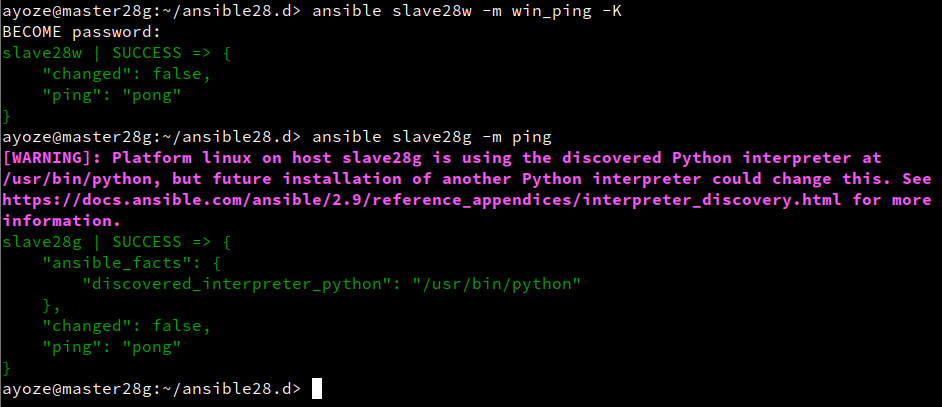 ayoze@master28g:~/ansible28.d> ansible slave28w -m win_ping -K
BECOME password:
slave28w | SUCCESS => {
    "changed": false,
    "ping": "pong"
}
ayoze@master28g:~/ansible28.d> ansible slave28g -m ping
[WARNING]: Platform linux on host slave28g is using the discovered Python interpreter at
/usr/bin/python, but future installation of another Python interpreter could change this. See
https://docs.ansible.com/ansible/2.9/reference_appendices/interpreter_discovery.html for more
information.
slave28g | SUCCESS => {
    "ansible_facts": {
        "discovered_interpreter_python": "/usr/bin/python"
    },
    "changed": false,
    "ping": "pong"
}
ayoze@master28g:~/ansible28.d>